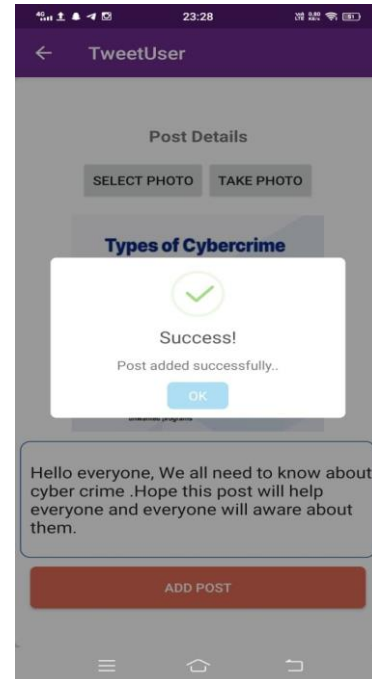 23:28
TweetUser
Post Details
SELECT PHOTO TAKE PHOTO
Types of Cybercrime
Success!
Post added successfully..
OK
programs
Hello everyone, We all need to know about
cyber crime .Hope this post will help
everyone and everyone will aware about
them.
ADD POST